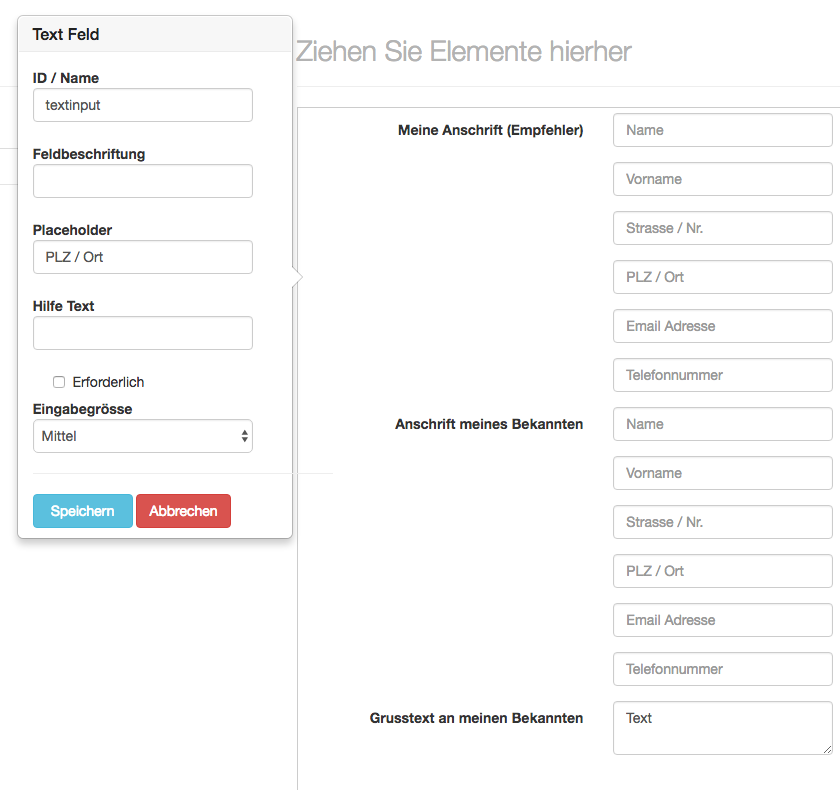 Text Feld
ID / Name
textinput
Feldbeschriftung
Placeholder
PLZ / Ort
Hilfe Text
Erforderlich
Eingabegrösse
Mittel
Speichern Abbrechen
Ziehen Sie Elemente hierher
Meine Anschrift (Empfehler) Name
Vorname
Strasse / Nr.
PLZ / Ort
Email Adresse
Telefonnummer
Anschrift meines Bekannten Name
Vorname
Strasse / Nr.
PLZ / Ort
Email Adresse
Telefonnummer
Grusstext an meinen Bekannten Text